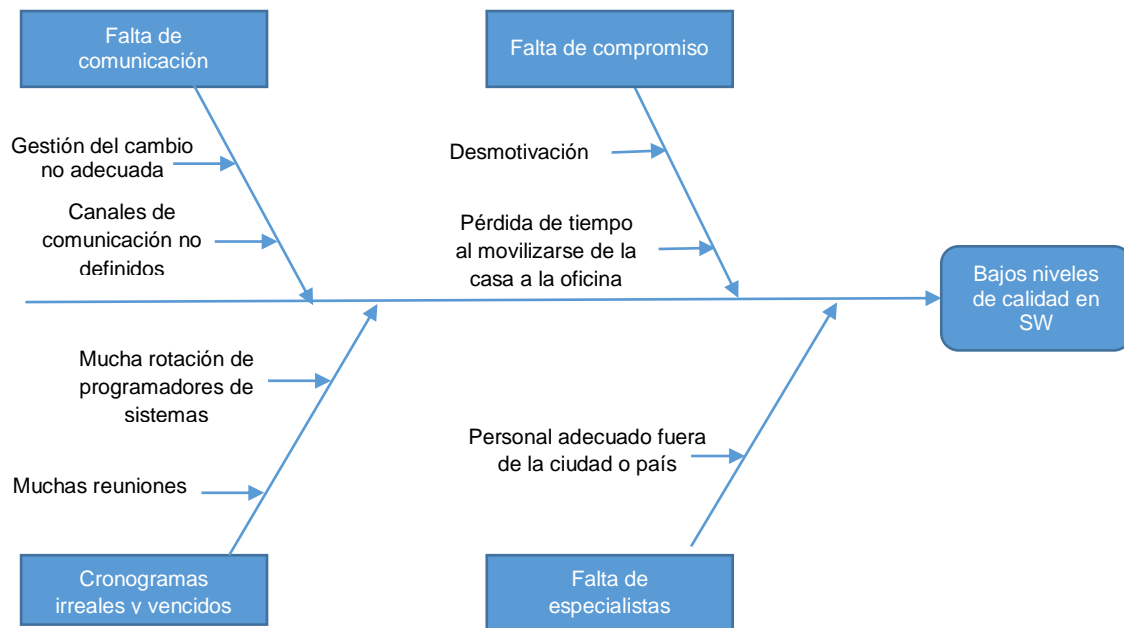 Falta de
comunicación
Falta de compromiso
Gestión del cambio
no adecuada
Desmotivación
Canales de
comunicación no
definidos
Pérdida de tiempo
al movilizarse de la
casa a la oficina
Bajos niveles
de calidad en
SW
Mucha rotación de
programadores de
sistemas
Personal adecuado fuera
de la ciudad o país
Muchas reuniones
Cronogramas
irreales y vencidos
Falta de
especialistas